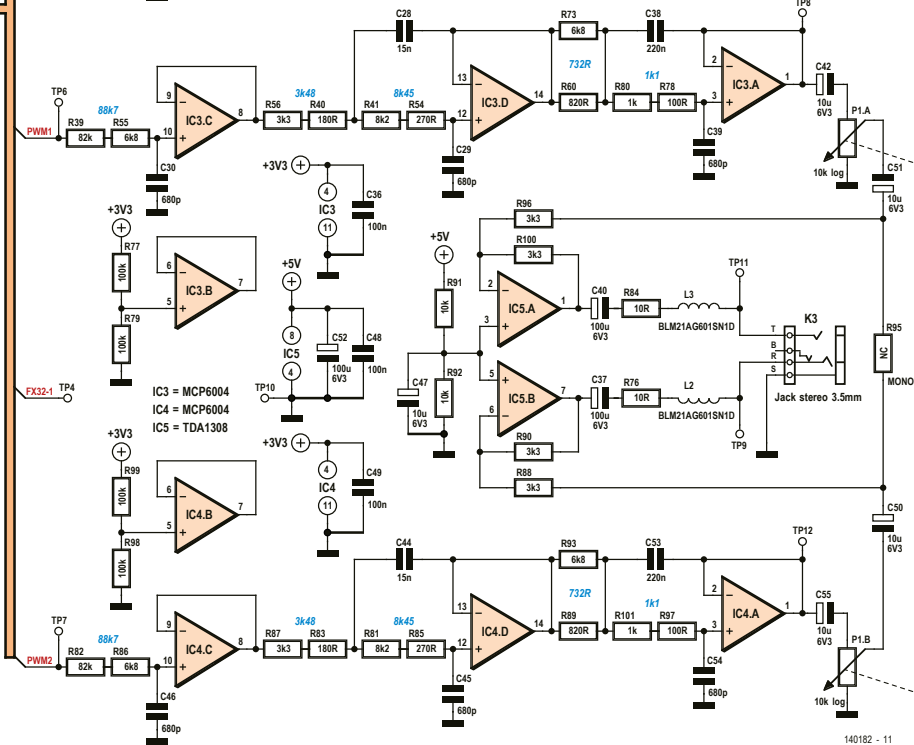 TP8
C28
15n
R73
6k8
C38
220n
TP6
88k7
3k48
8k45
732R
1k1
R39
82k
R55
6k8
PWM1
9
10
8
IC3.C
R56
3k3
R40
180R
R41
8k2
R54
270R
13
12
14
IC3.D
R60
820R
R80
1k
R78
100R
2
3
1
IC3.A
C42
10u
6V3
P1.A
10k log
C51
10u
6V3
C30
680p
C29
680p
C39
680p
+3V3
4
IC3
11
C36
100n
+3V3
R77
100k
R79
100k
6
5
7
IC3.B
+5V
8
IC5
4
C52
100u
6V3
C48
100n
TP10
FX32-1
TP4
IC3 = MCP6004
IC4 = MCP6004
IC5 = TDA1308
+5V
R91
10k
R92
10k
C47
10u
6V3
R96
3k3
R100
3k3
2
3
1
IC5.A
5
6
7
IC5.B
C40
100u
6V3
R84
10R
L3
BLM21AG601SN1D
TP11
C37
100u
6V3
R76
10R
L2
BLM21AG601SN1D
TP9
K3
T
B
R
S
Jack stereo 3.5mm
R95
NC
MONO
R90
3k3
R88
3k3
+3V3
R99
100k
R98
100k
6
5
7
IC4.B
+3V3
4
IC4
11
C49
100n
C50
10u
6V3
C44
15n
R93
6k8
C53
220n
TP12
TP7
88k7
3k48
8k45
732R
1k1
R82
82k
R86
6k8
PWM2
9
10
8
IC4.C
R87
3k3
R83
180R
R81
8k2
R85
270R
13
12
14
IC4.D
R89
820R
R101
1k
R97
100R
2
3
1
IC4.A
C55
10u
6V3
P1.B
10k log
C46
680p
C45
680p
C54
680p
140182 - 11